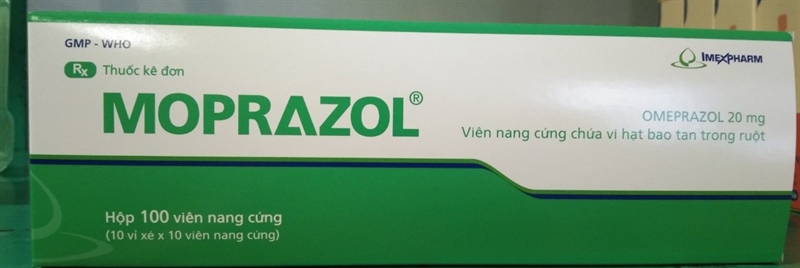 GMP - WHO
Rx Thuốc kê đơn
MOPRAZOL®
IMEXPHARM
OMEPRAZOL 20 mg
Viên nang cứng chứa vi hạt bao tan trong ruột
Hộp 100 viên nang cứng
(10 vỉ xé x 10 viên nang cứng)